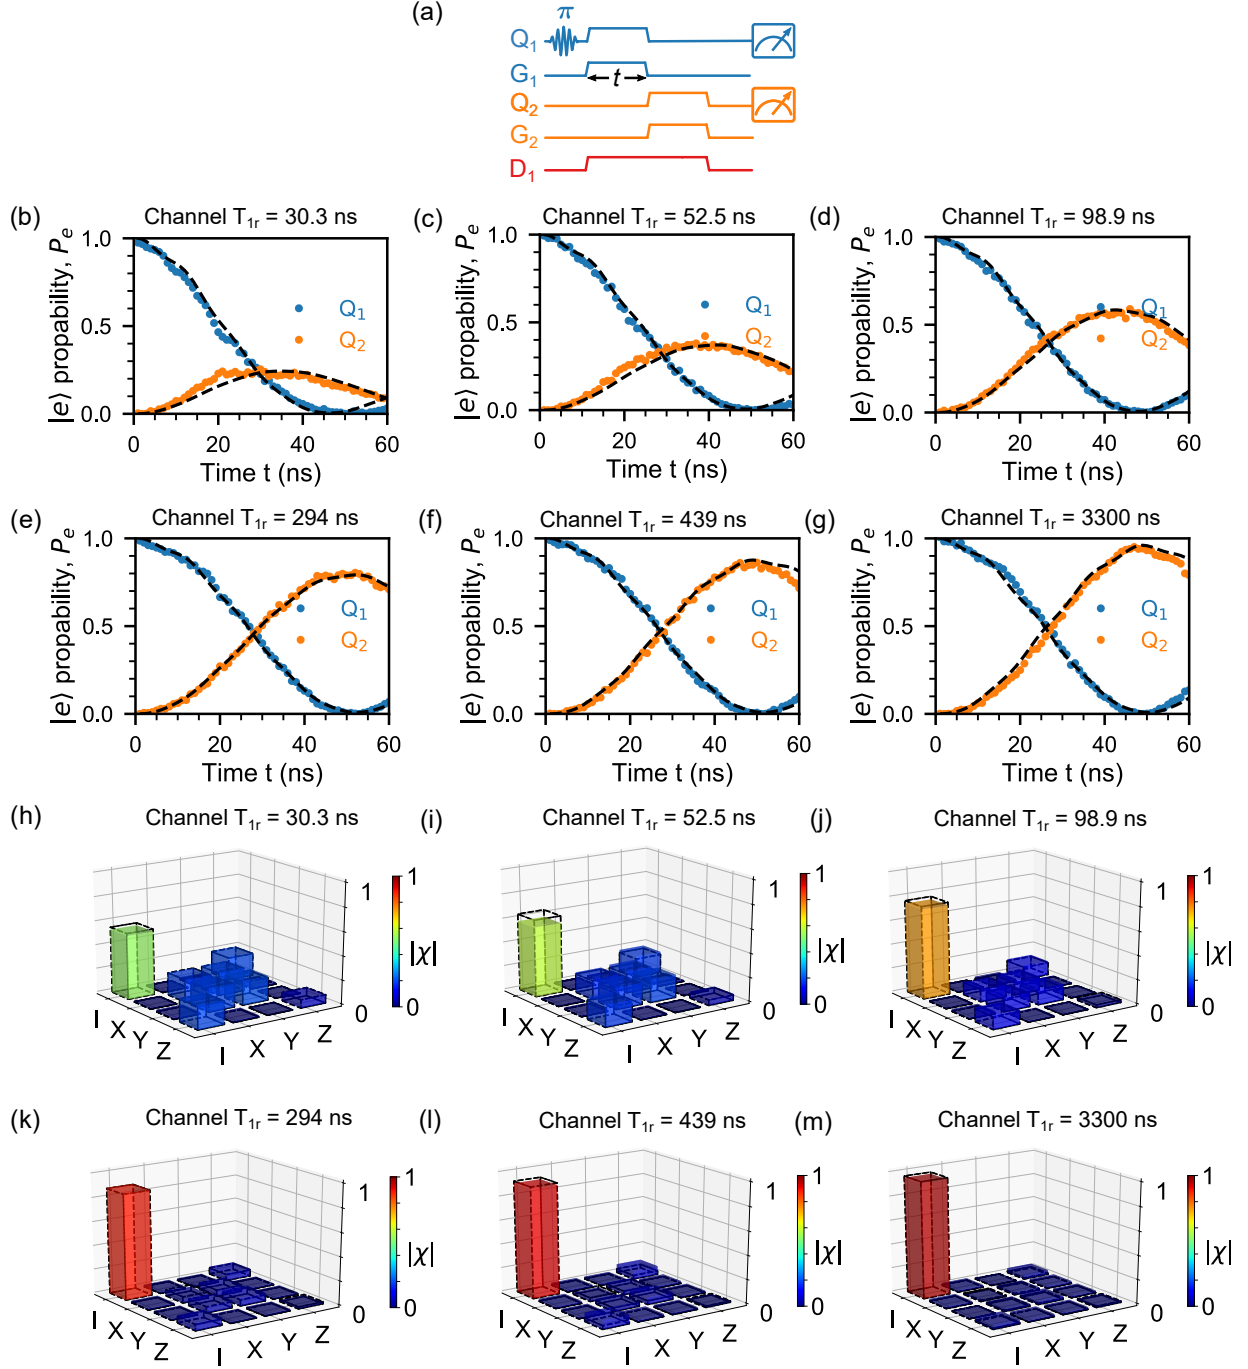 (a)
π
Q1
G1
t
Q2
G2
D1
(b)
Channel T1r = 30.3 ns
|e⟩ propability, Pe
1.0
0.5
0.0
Q1
Q2
0 20 40 60
Time t (ns)
(c)
Channel T1r = 52.5 ns
|e⟩ propability, Pe
1.0
0.5
0.0
Q1
Q2
0 20 40 60
Time t (ns)
(d)
Channel T1r = 98.9 ns
|e⟩ propability, Pe
1.0
0.5
0.0
Q1
Q2
0 20 40 60
Time t (ns)
(e)
Channel T1r = 294 ns
|e⟩ propability, Pe
1.0
0.5
0.0
Q1
Q2
0 20 40 60
Time t (ns)
(f)
Channel T1r = 439 ns
|e⟩ propability, Pe
1.0
0.5
0.0
Q1
Q2
0 20 40 60
Time t (ns)
(g)
Channel T1r = 3300 ns
|e⟩ propability, Pe
1.0
0.5
0.0
Q1
Q2
0 20 40 60
Time t (ns)
(h)
Channel T1r = 30.3 ns
1
0
I X Y Z
I X Y Z
1
|χ|
0
(i)
Channel T1r = 52.5 ns
1
0
I X Y Z
I X Y Z
1
|χ|
0
(j)
Channel T1r = 98.9 ns
1
0
I X Y Z
I X Y Z
1
|χ|
0
(k)
Channel T1r = 294 ns
1
0
I X Y Z
I X Y Z
1
|χ|
0
(l)
Channel T1r = 439 ns
1
0
I X Y Z
I X Y Z
1
|χ|
0
(m)
Channel T1r = 3300 ns
1
0
I X Y Z
I X Y Z
1
|χ|
0